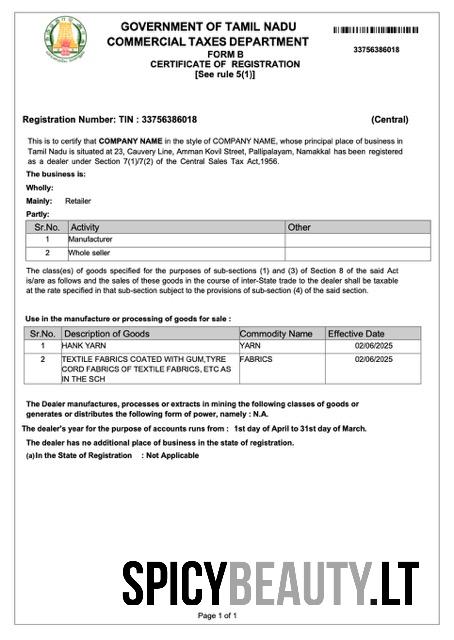 GOVERNMENT OF TAMIL NADU
COMMERCIAL TAXES DEPARTMENT
FORM B
CERTIFICATE OF REGISTRATION
[See rule 5(1)]
33756386018
Registration Number: TIN : 33756386018 (Central)
This is to certify that COMPANY NAME in the style of COMPANY NAME, whose principal place of business in
Tamil Nadu is situated at 23, Cauvery Line, Amman Kovil Street, Pallipalayam, Namakkal has been registered
as a dealer under Section 7(1)/7(2) of the Central Sales Tax Act,1956.
The business is:
Wholly:
Mainly: Retailer
Partly:
Sr.No. Activity Other
1 Manufacturer
2 Whole seller
The class(es) of goods specified for the purposes of sub-sections (1) and (3) of Section 8 of the said Act
is/are as follows and the sales of these goods in the course of inter-State trade to the dealer shall be taxable
at the rate specified in that sub-section subject to the provisions of sub-section (4) of the said section.
Use in the manufacture or processing of goods for sale :
Sr.No. Description of Goods Commodity Name Effective Date
1 HANK YARN YARN 02/06/2025
2 TEXTILE FABRICS COATED WITH GUM,TYRE FABRICS 02/06/2025
CORD FABRICS OF TEXTILE FABRICS, ETC AS
IN THE SCH
The Dealer manufactures, processes or extracts in mining the following classes of goods or
generates or distributes the following form of power, namely : N.A.
The dealer's year for the purpose of accounts runs from : 1st day of April to 31st day of March.
The dealer has no additional place of business in the state of registration.
(a)In the State of Registration : Not Applicable
SPICYBEAUTY.LT
Page 1 of 1